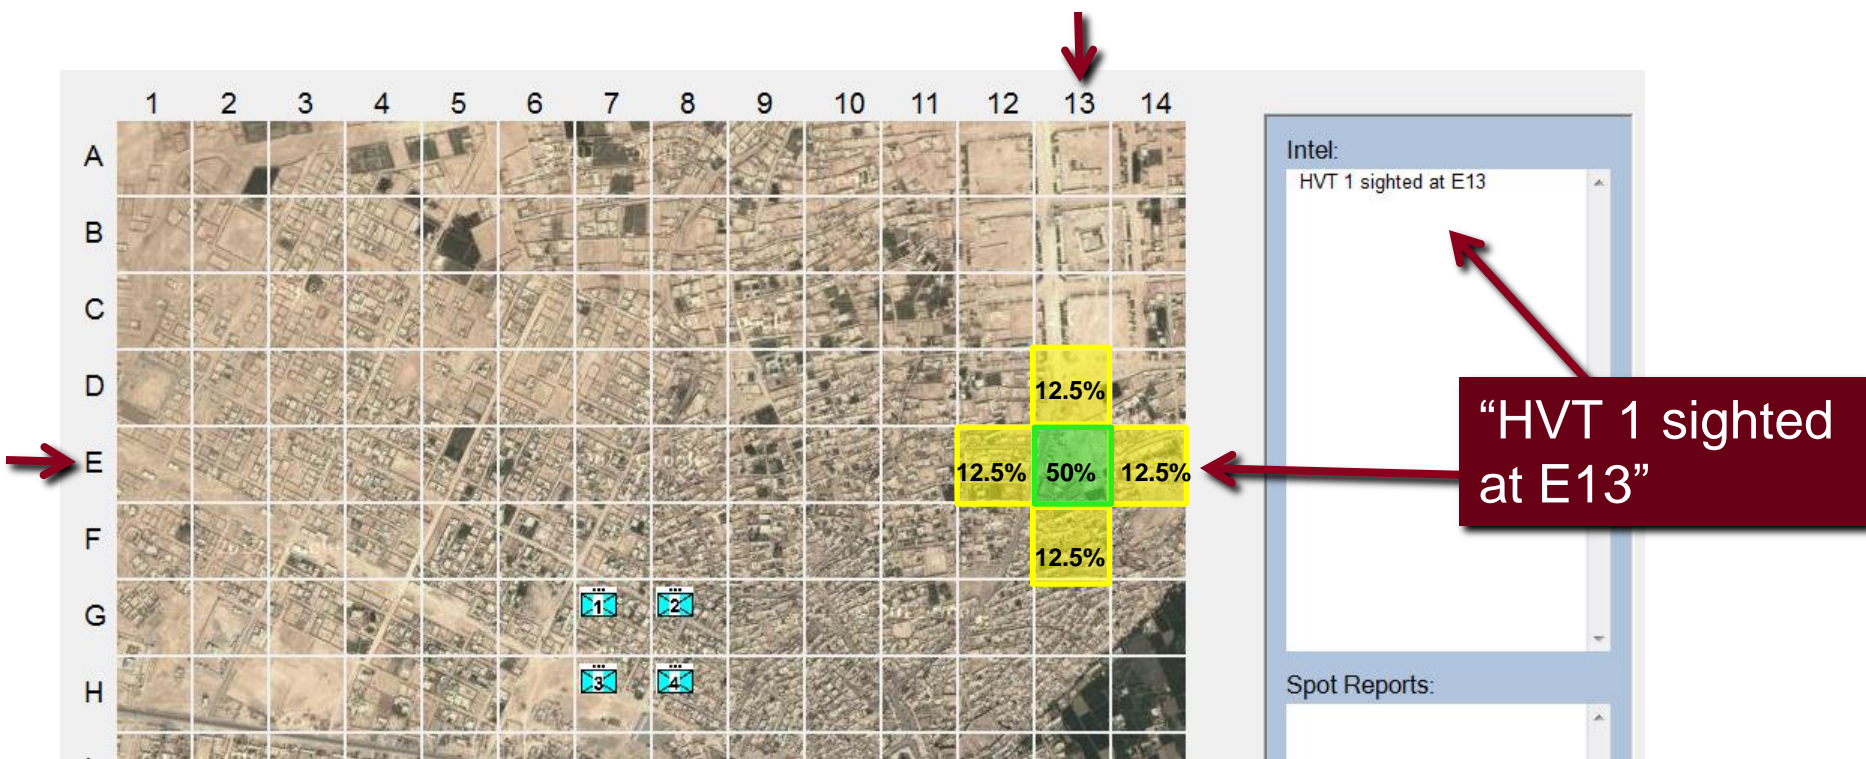 1 2 3 4 5 6 7 8 9 10 11 12 13 14
A
B
C
D
E
F
G
H
12.5%
12.5% 50% 12.5%
12.5%
1 2
3 4
Intel:
HVT 1 sighted at E13
“HVT 1 sighted
at E13”
Spot Reports: